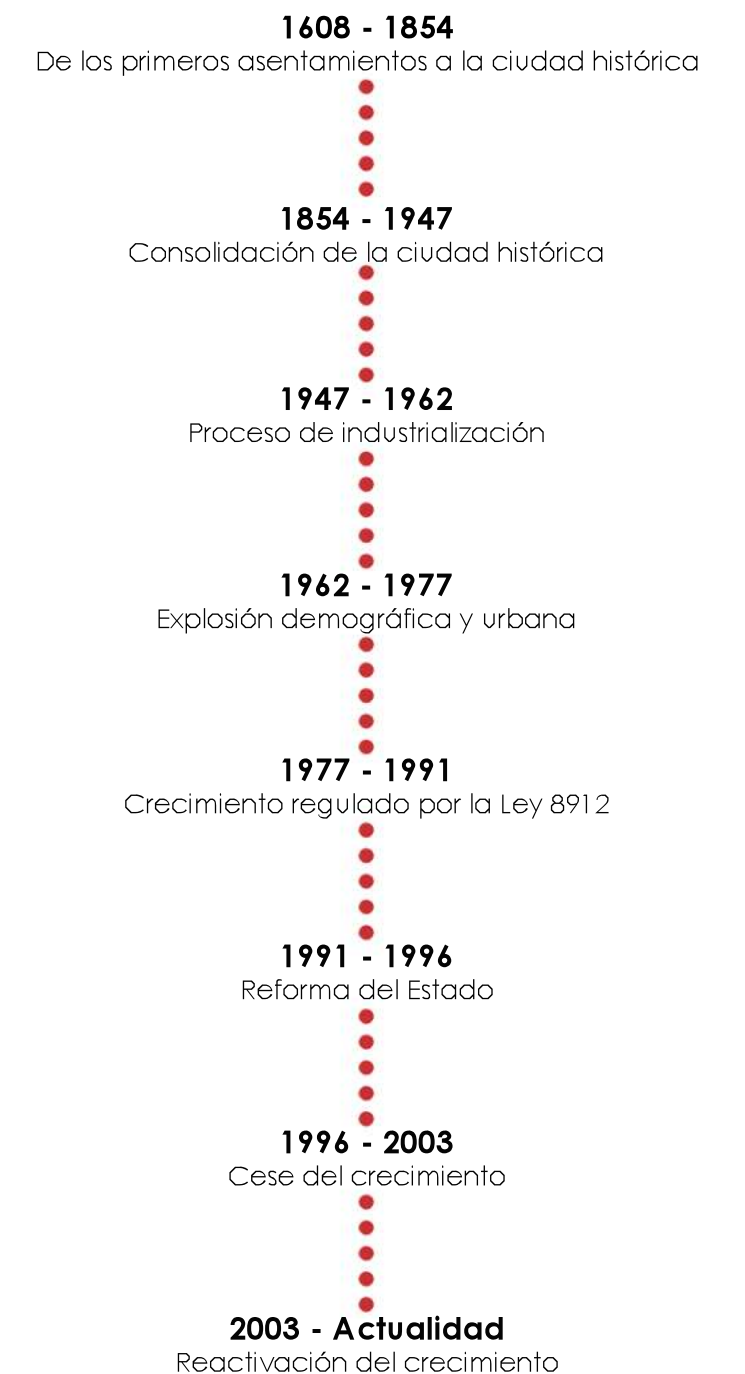 1608 - 1854
De los primeros asentamientos a la ciudad histórica
1854 - 1947
Consolidación de la ciudad histórica
1947 - 1962
Proceso de industrialización
1962 - 1977
Explosión demográfica y urbana
1977 - 1991
Crecimiento regulado por la Ley 8912
1991 - 1996
Reforma del Estado
1996 - 2003
Cese del crecimiento
2003 - Actualidad
Reactivación del crecimiento